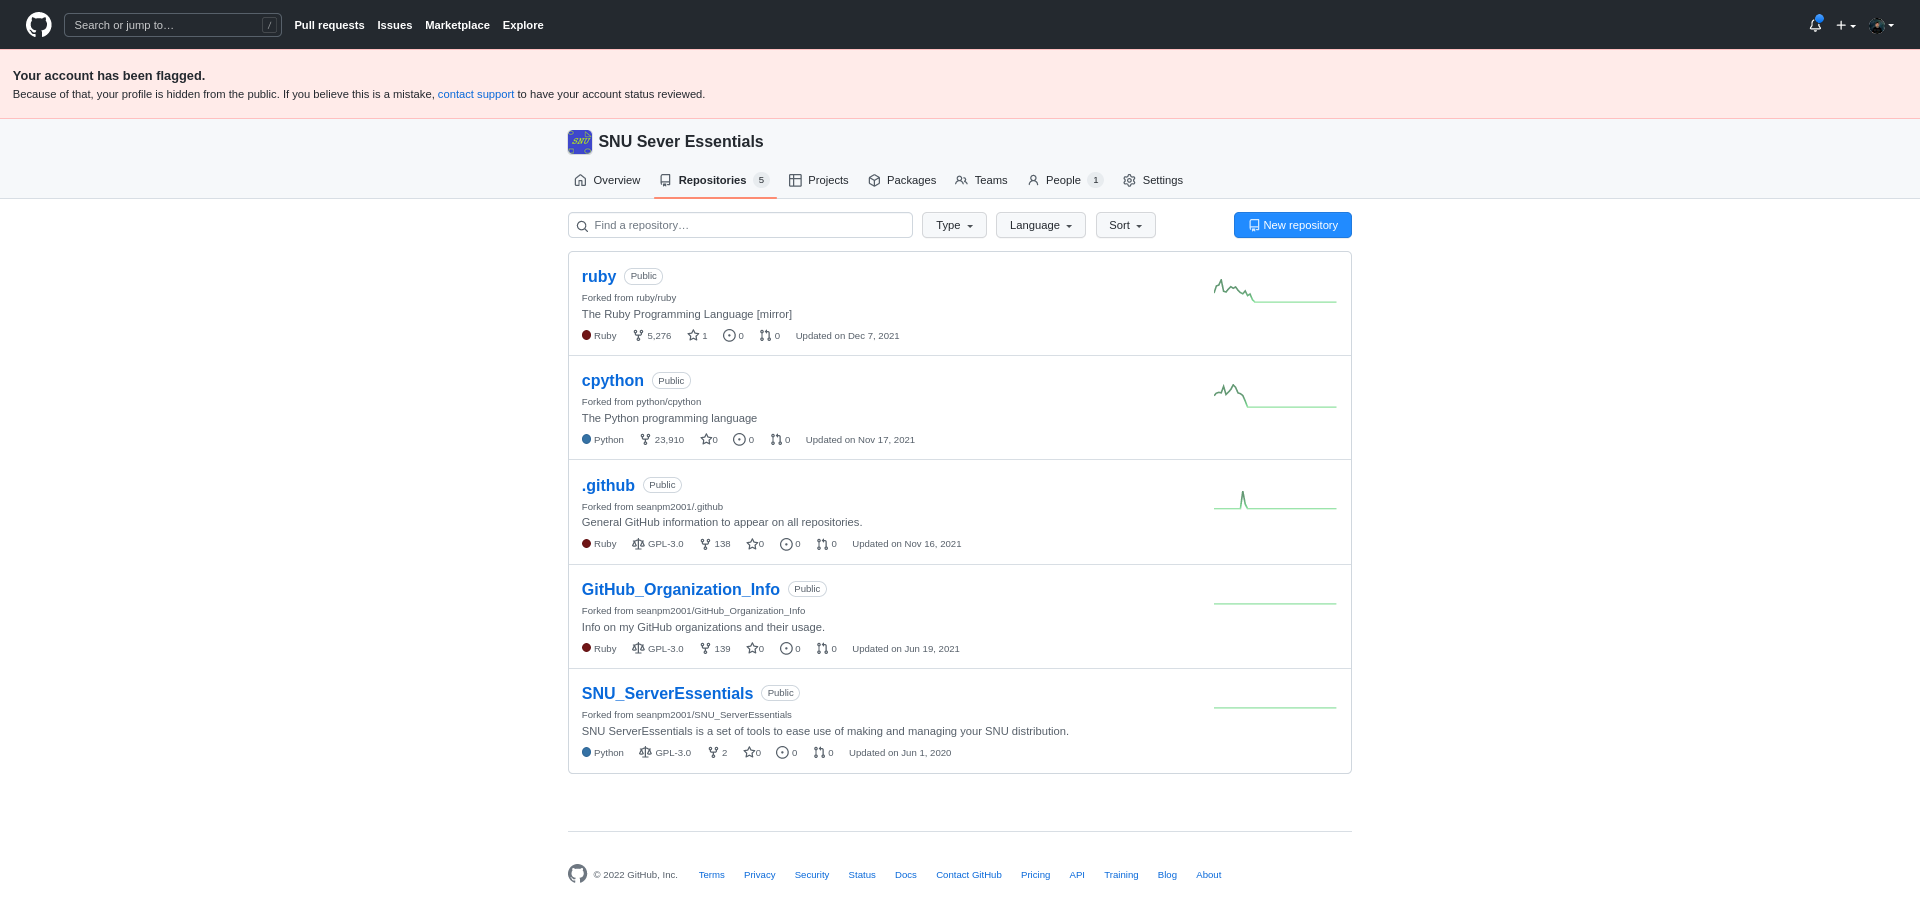 Search or jump to… /
Pull requests Issues Marketplace Explore
Your account has been flagged.
Because of that, your profile is hidden from the public. If you believe this is a mistake, contact support to have your account status reviewed.
SNU SNU Sever Essentials
Overview Repositories 5 Projects Packages Teams People 1 Settings
Find a repository… Type Language Sort New repository
ruby Public
Forked from ruby/ruby
The Ruby Programming Language [mirror]
Ruby 5,276 1 0 0 Updated on Dec 7, 2021
cpython Public
Forked from python/cpython
The Python programming language
Python 23,910 0 0 0 Updated on Nov 17, 2021
.github Public
Forked from seanpm2001/.github
General GitHub information to appear on all repositories.
Ruby GPL-3.0 138 0 0 0 Updated on Nov 16, 2021
GitHub_Organization_Info Public
Forked from seanpm2001/GitHub_Organization_Info
Info on my GitHub organizations and their usage.
Ruby GPL-3.0 139 0 0 0 Updated on Jun 19, 2021
SNU_ServerEssentials Public
Forked from seanpm2001/SNU_ServerEssentials
SNU ServerEssentials is a set of tools to ease use of making and managing your SNU distribution.
Python GPL-3.0 2 0 0 0 Updated on Jun 1, 2020
© 2022 GitHub, Inc. Terms Privacy Security Status Docs Contact GitHub Pricing API Training Blog About